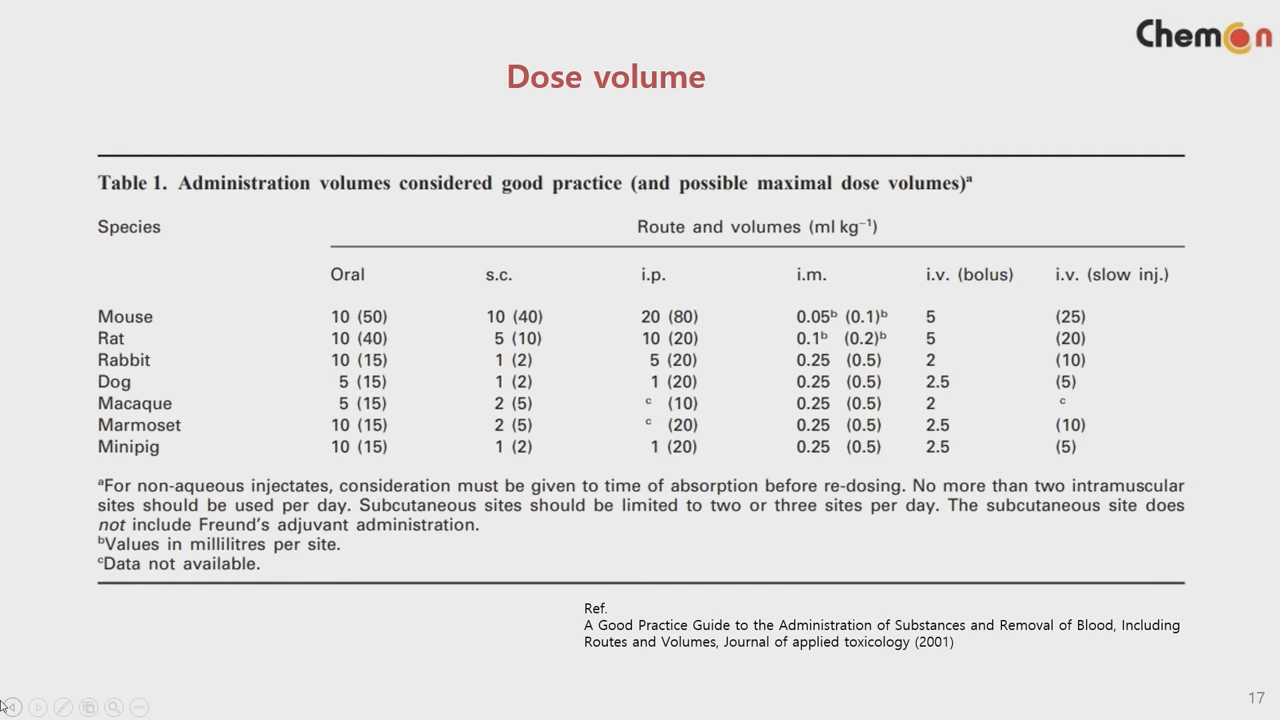 ChemOn
Dose volume
Table 1. Administration volumes considered good practice (and possible maximal dose volumes)ᵃ
Species Route and volumes (ml kg⁻¹)
Oral s.c. i.p. i.m. i.v. (bolus) i.v. (slow inj.)
Mouse 10 (50) 10 (40) 20 (80) 0.05ᵇ (0.1)ᵇ 5 (25)
Rat 10 (40) 5 (10) 10 (20) 0.1ᵇ (0.2)ᵇ 5 (20)
Rabbit 10 (15) 1 (2) 5 (20) 0.25 (0.5) 2 (10)
Dog 5 (15) 1 (2) 1 (20) 0.25 (0.5) 2.5 (5)
Macaque 5 (15) 2 (5) ᶜ (10) 0.25 (0.5) 2 ᶜ
Marmoset 10 (15) 2 (5) ᶜ (20) 0.25 (0.5) 2.5 (10)
Minipig 10 (15) 1 (2) 1 (20) 0.25 (0.5) 2.5 (5)
ᵃFor non-aqueous injectates, consideration must be given to time of absorption before re-dosing. No more than two intramuscular
sites should be used per day. Subcutaneous sites should be limited to two or three sites per day. The subcutaneous site does
not include Freund's adjuvant administration.
ᵇValues in millilitres per site.
ᶜData not available.
Ref.
A Good Practice Guide to the Administration of Substances and Removal of Blood, Including
Routes and Volumes, Journal of applied toxicology (2001)
17